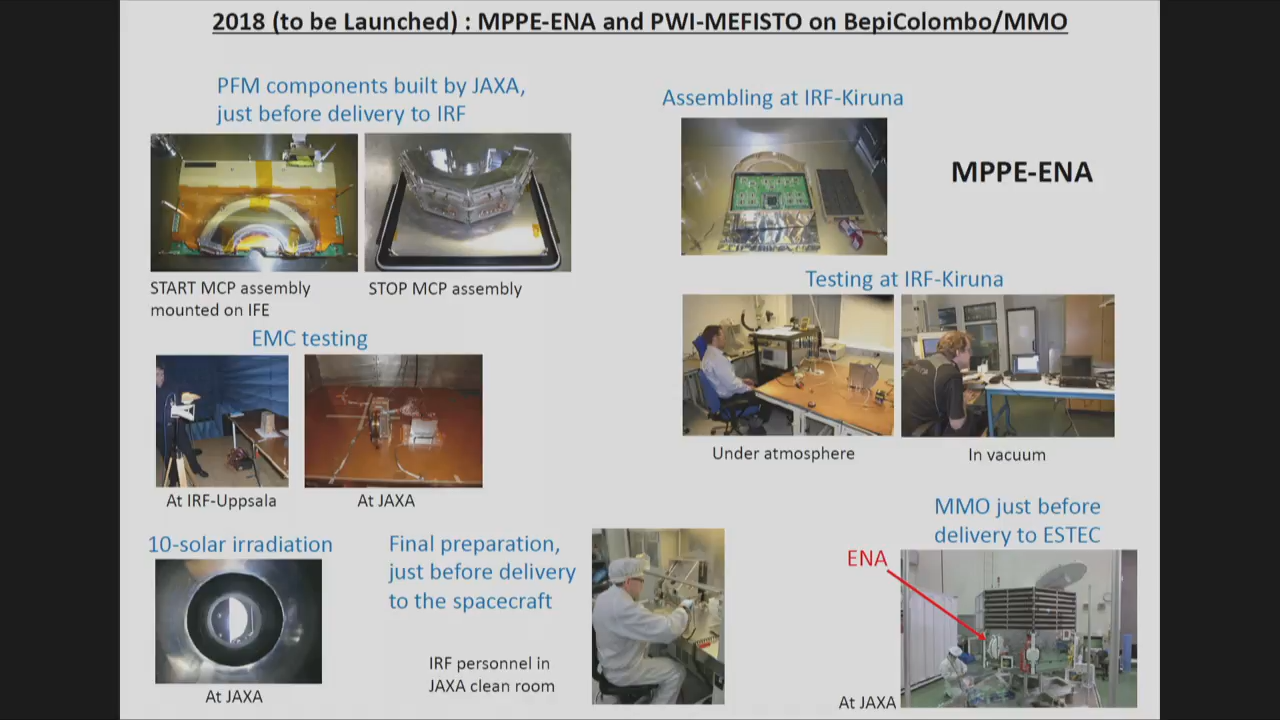 2018 (to be Launched) : MPPE-ENA and PWI-MEFISTO on BepiColombo/MMO
PFM components built by JAXA,
just before delivery to IRF
START MCP assembly
mounted on IFE
STOP MCP assembly
Assembling at IRF-Kiruna
MPPE-ENA
Testing at IRF-Kiruna
Under atmosphere
In vacuum
EMC testing
At IRF-Uppsala
At JAXA
10-solar irradiation
At JAXA
Final preparation,
just before delivery
to the spacecraft
IRF personnel in
JAXA clean room
MMO just before
delivery to ESTEC
ENA
At JAXA